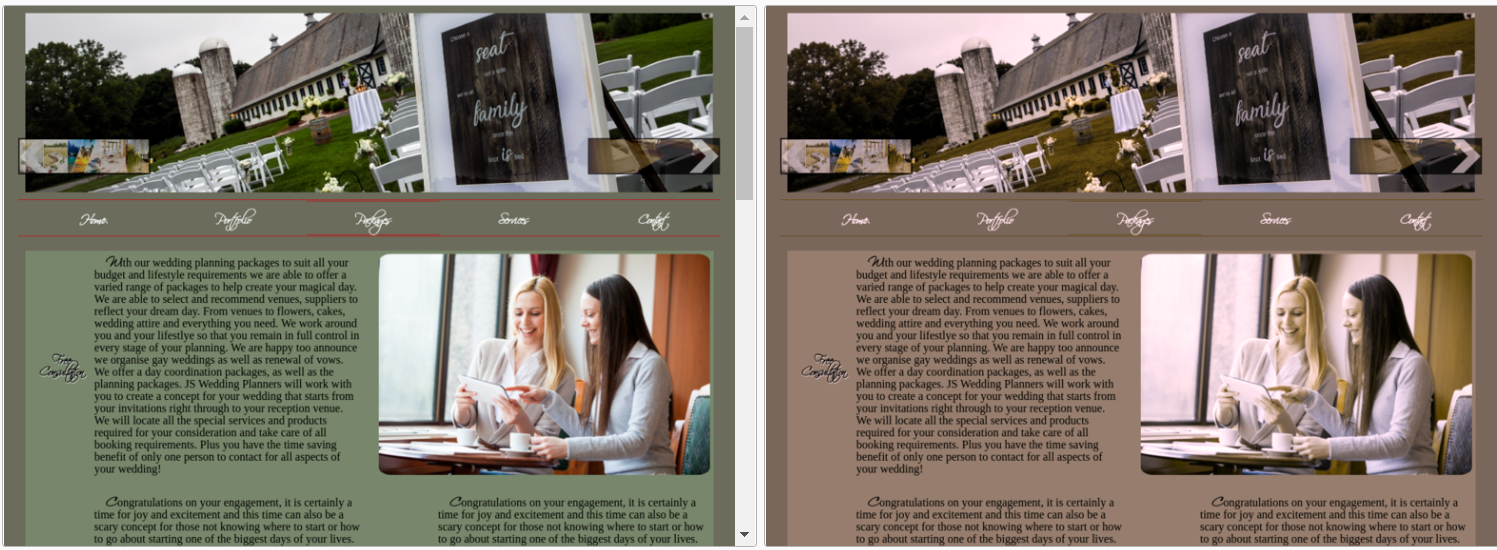 Choose a
seat
not a side
we're all
family
once the
knot is tied
Choose a
seat
not a side
we're all
family
once the
knot is tied
Home Portfolio Packages Services Contact
Home Portfolio Packages Services Contact
With our wedding planning packages to suit all your
budget and lifestyle requirements we are able to offer a
varied range of packages to help create your magical day.
We are able to select and recommend venues, suppliers to
reflect your dream day. From venues to flowers, cakes,
wedding attire and everything you need. We work around
you and your lifestlye so that you remain in full control in
every stage of your planning. We are happy too announce
we organise gay weddings as well as renewal of vows.
We offer a day coordination packages, as well as the
planning packages. JS Wedding Planners will work with
you to create a concept for your wedding that starts from
your invitations right through to your reception venue.
We will locate all the special services and products
required for your consideration and take care of all
booking requirements. Plus you have the time saving
benefit of only one person to contact for all aspects of
your wedding!
Free
Consultation
Congratulations on your engagement, it is certainly a
time for joy and excitement and this time can also be a
scary concept for those not knowing where to start or how
to go about starting one of the biggest days of your lives.
Congratulations on your engagement, it is certainly a
time for joy and excitement and this time can also be a
scary concept for those not knowing where to start or how
to go about starting one of the biggest days of your lives.
With our wedding planning packages to suit all your
budget and lifestyle requirements we are able to offer a
varied range of packages to help create your magical day.
We are able to select and recommend venues, suppliers to
reflect your dream day. From venues to flowers, cakes,
wedding attire and everything you need. We work around
you and your lifestlye so that you remain in full control in
every stage of your planning. We are happy too announce
we organise gay weddings as well as renewal of vows.
We offer a day coordination packages, as well as the
planning packages. JS Wedding Planners will work with
you to create a concept for your wedding that starts from
your invitations right through to your reception venue.
We will locate all the special services and products
required for your consideration and take care of all
booking requirements. Plus you have the time saving
benefit of only one person to contact for all aspects of
your wedding!
Free
Consultation
Congratulations on your engagement, it is certainly a
time for joy and excitement and this time can also be a
scary concept for those not knowing where to start or how
to go about starting one of the biggest days of your lives.
Congratulations on your engagement, it is certainly a
time for joy and excitement and this time can also be a
scary concept for those not knowing where to start or how
to go about starting one of the biggest days of your lives.